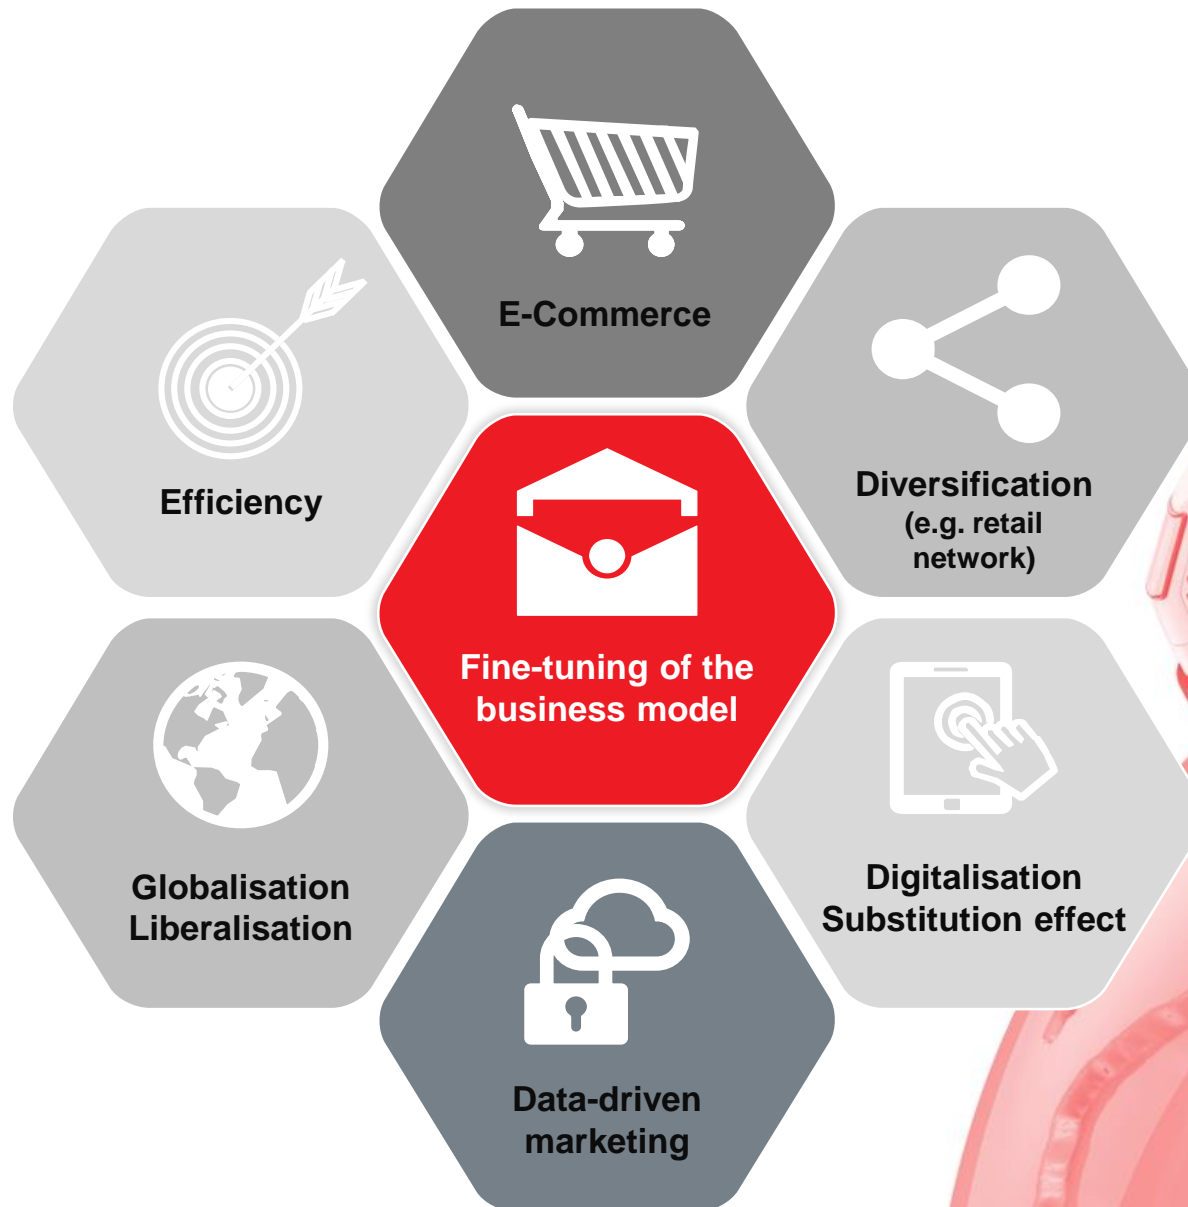 E-Commerce
Efficiency
Diversification
(e.g. retail
network)
Fine-tuning of the
business model
Globalisation
Liberalisation
Digitalisation
Substitution effect
Data-driven
marketing